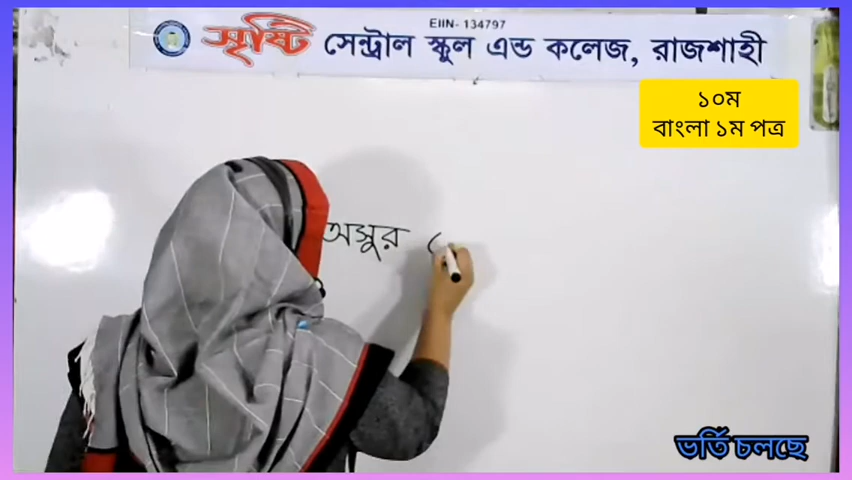 EIIN- 134797
সৃষ্টি সেন্ট্রাল স্কুল এন্ড কলেজ, রাজশাহী
১০ম
বাংলা ১ম পত্র
অসুর
ভর্তি চলছে